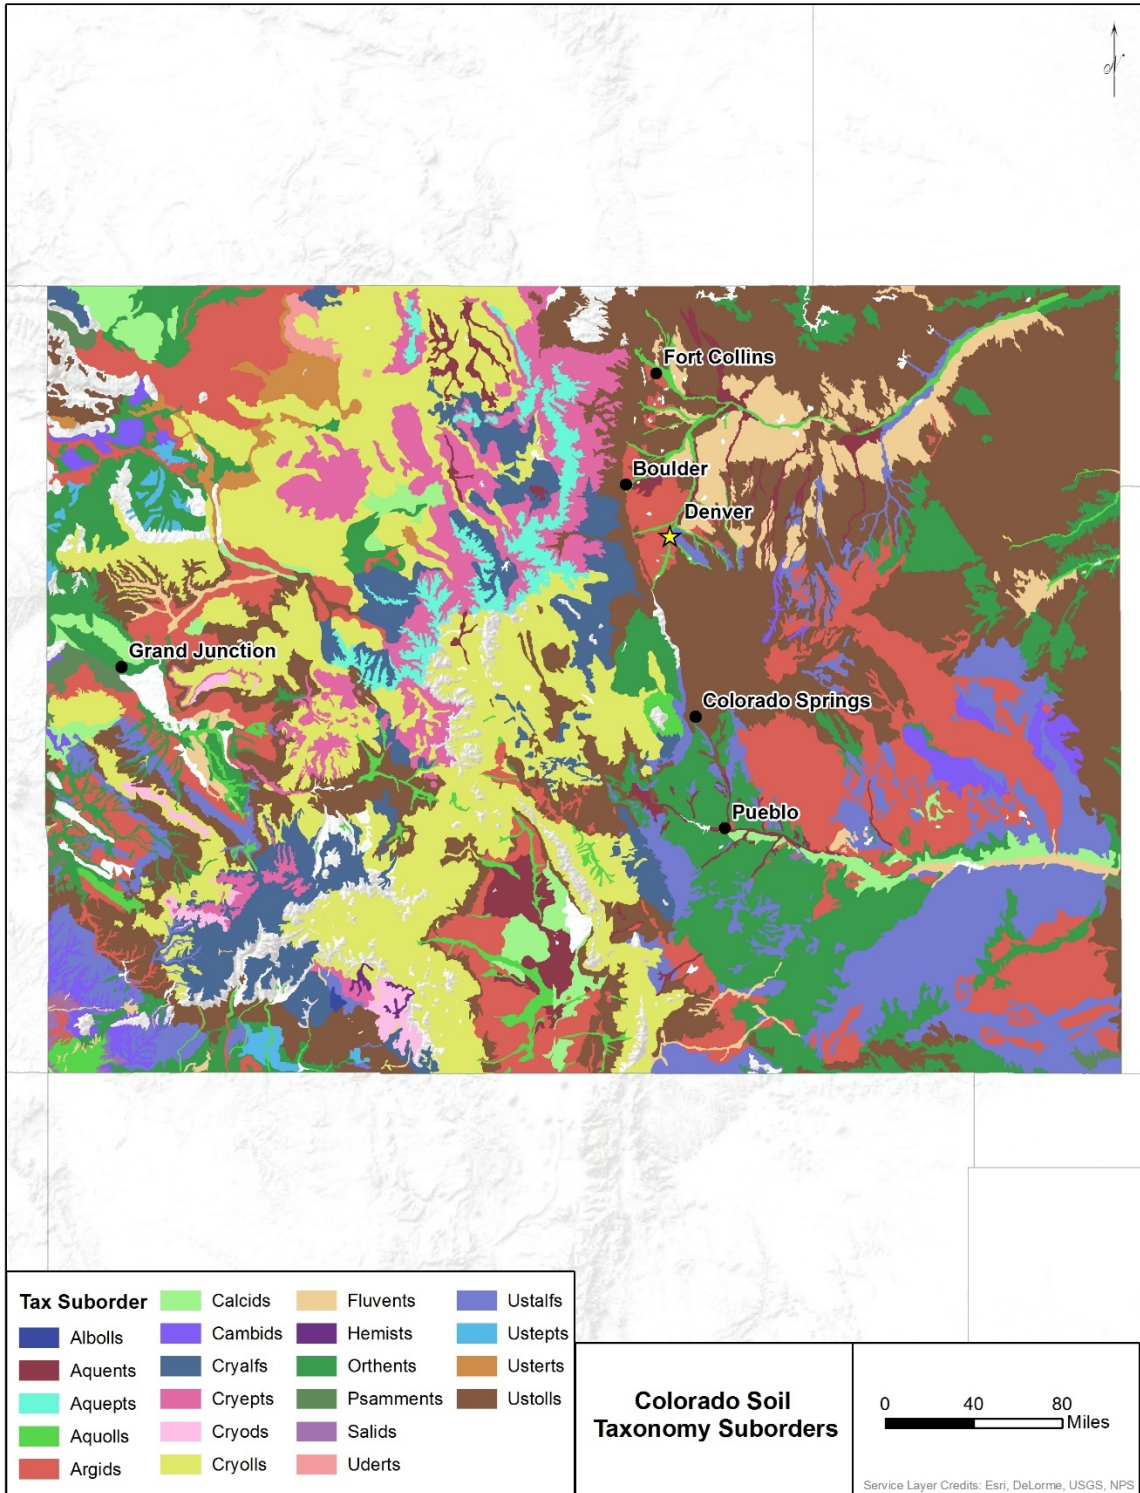 N
Fort Collins
Boulder
Denver
Grand Junction
Colorado Springs
Pueblo
Tax Suborder
Albolls
Aquents
Aquepts
Aquolls
Argids
Calcids
Cambids
Cryalfs
Cryepts
Cryods
Cryolls
Fluvents
Hemists
Orthents
Psamments
Salids
Uderts
Ustalfs
Ustepts
Usterts
Ustolls
Colorado Soil
Taxonomy Suborders
0 40 80
Miles
Service Layer Credits: Esri, DeLorme, USGS, NPS